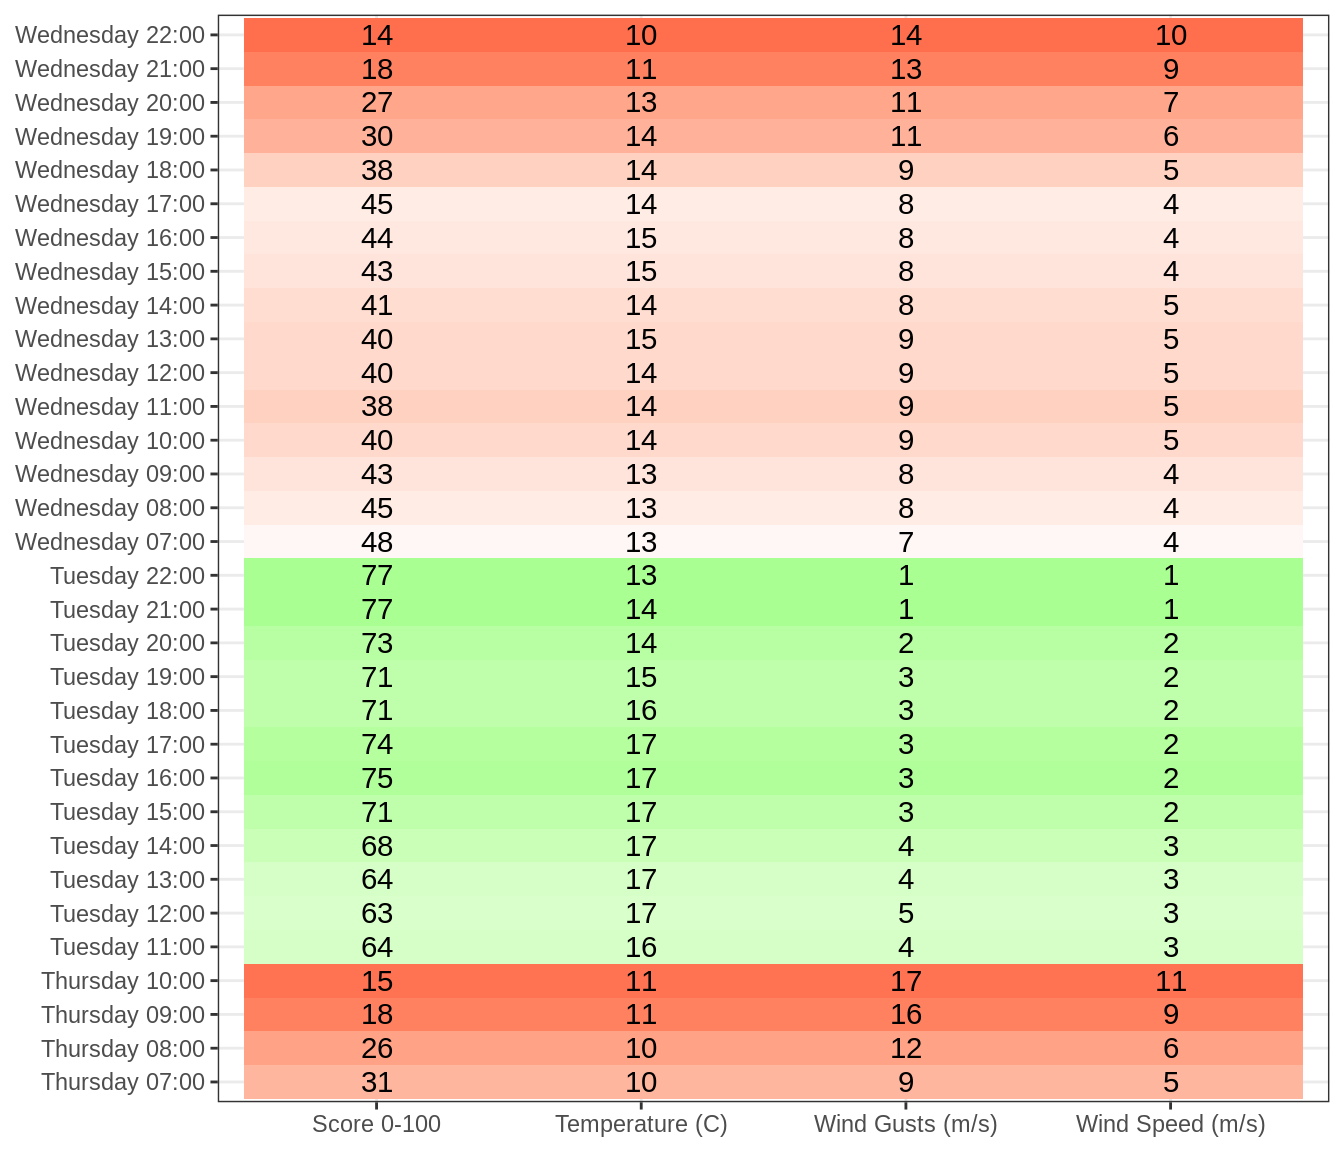 Wednesday 22:00 14 10 14 10
Wednesday 21:00 18 11 13 9
Wednesday 20:00 27 13 11 7
Wednesday 19:00 30 14 11 6
Wednesday 18:00 38 14 9 5
Wednesday 17:00 45 14 8 4
Wednesday 16:00 44 15 8 4
Wednesday 15:00 43 15 8 4
Wednesday 14:00 41 14 8 5
Wednesday 13:00 40 15 9 5
Wednesday 12:00 40 14 9 5
Wednesday 11:00 38 14 9 5
Wednesday 10:00 40 14 9 5
Wednesday 09:00 43 13 8 4
Wednesday 08:00 45 13 8 4
Wednesday 07:00 48 13 7 4
Tuesday 22:00 77 13 1 1
Tuesday 21:00 77 14 1 1
Tuesday 20:00 73 14 2 2
Tuesday 19:00 71 15 3 2
Tuesday 18:00 71 16 3 2
Tuesday 17:00 74 17 3 2
Tuesday 16:00 75 17 3 2
Tuesday 15:00 71 17 3 2
Tuesday 14:00 68 17 4 3
Tuesday 13:00 64 17 4 3
Tuesday 12:00 63 17 5 3
Tuesday 11:00 64 16 4 3
Thursday 10:00 15 11 17 11
Thursday 09:00 18 11 16 9
Thursday 08:00 26 10 12 6
Thursday 07:00 31 10 9 5
Score 0-100 Temperature (C) Wind Gusts (m/s) Wind Speed (m/s)